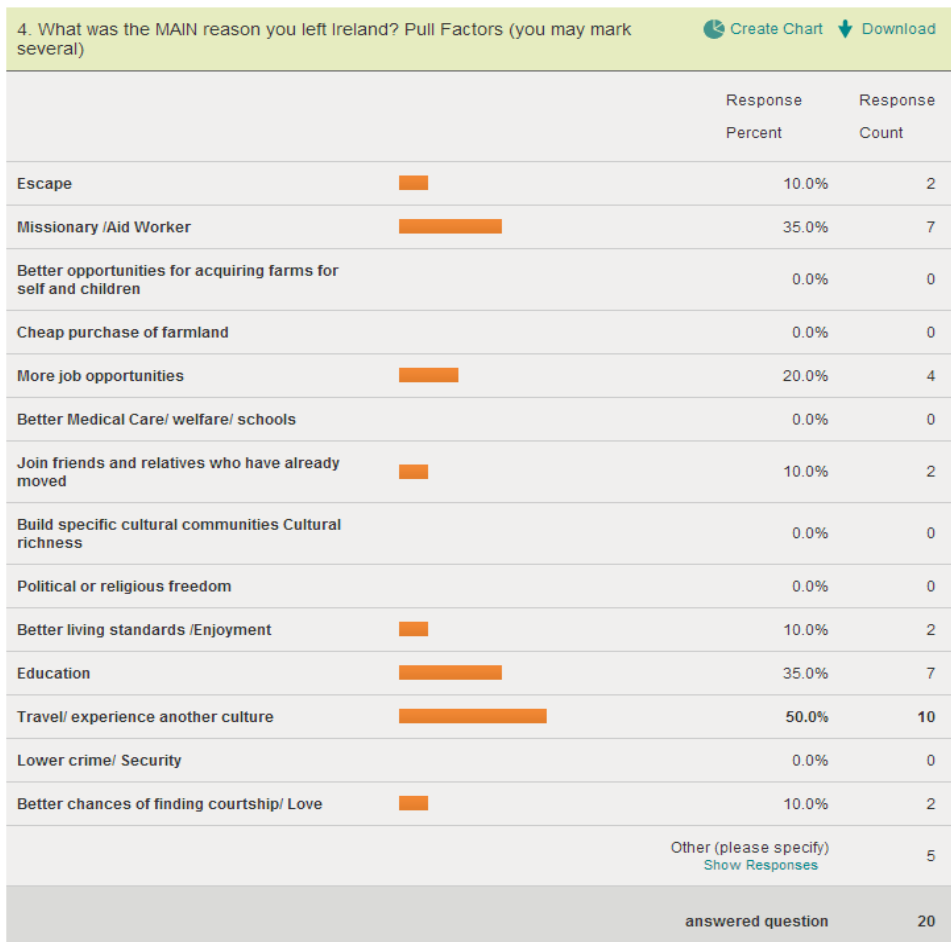 4. What was the MAIN reason you left Ireland? Pull Factors (you may mark
several)
Create Chart Download
Response Response
Percent Count
Escape 10.0% 2
Missionary /Aid Worker 35.0% 7
Better opportunities for acquiring farms for
self and children
0.0% 0
Cheap purchase of farmland 0.0% 0
More job opportunities 20.0% 4
Better Medical Care/ welfare/ schools 0.0% 0
Join friends and relatives who have already
moved
10.0% 2
Build specific cultural communities Cultural
richness
0.0% 0
Political or religious freedom 0.0% 0
Better living standards /Enjoyment 10.0% 2
Education 35.0% 7
Travel/ experience another culture 50.0% 10
Lower crime/ Security 0.0% 0
Better chances of finding courtship/ Love 10.0% 2
Other (please specify)
Show Responses
5
answered question 20